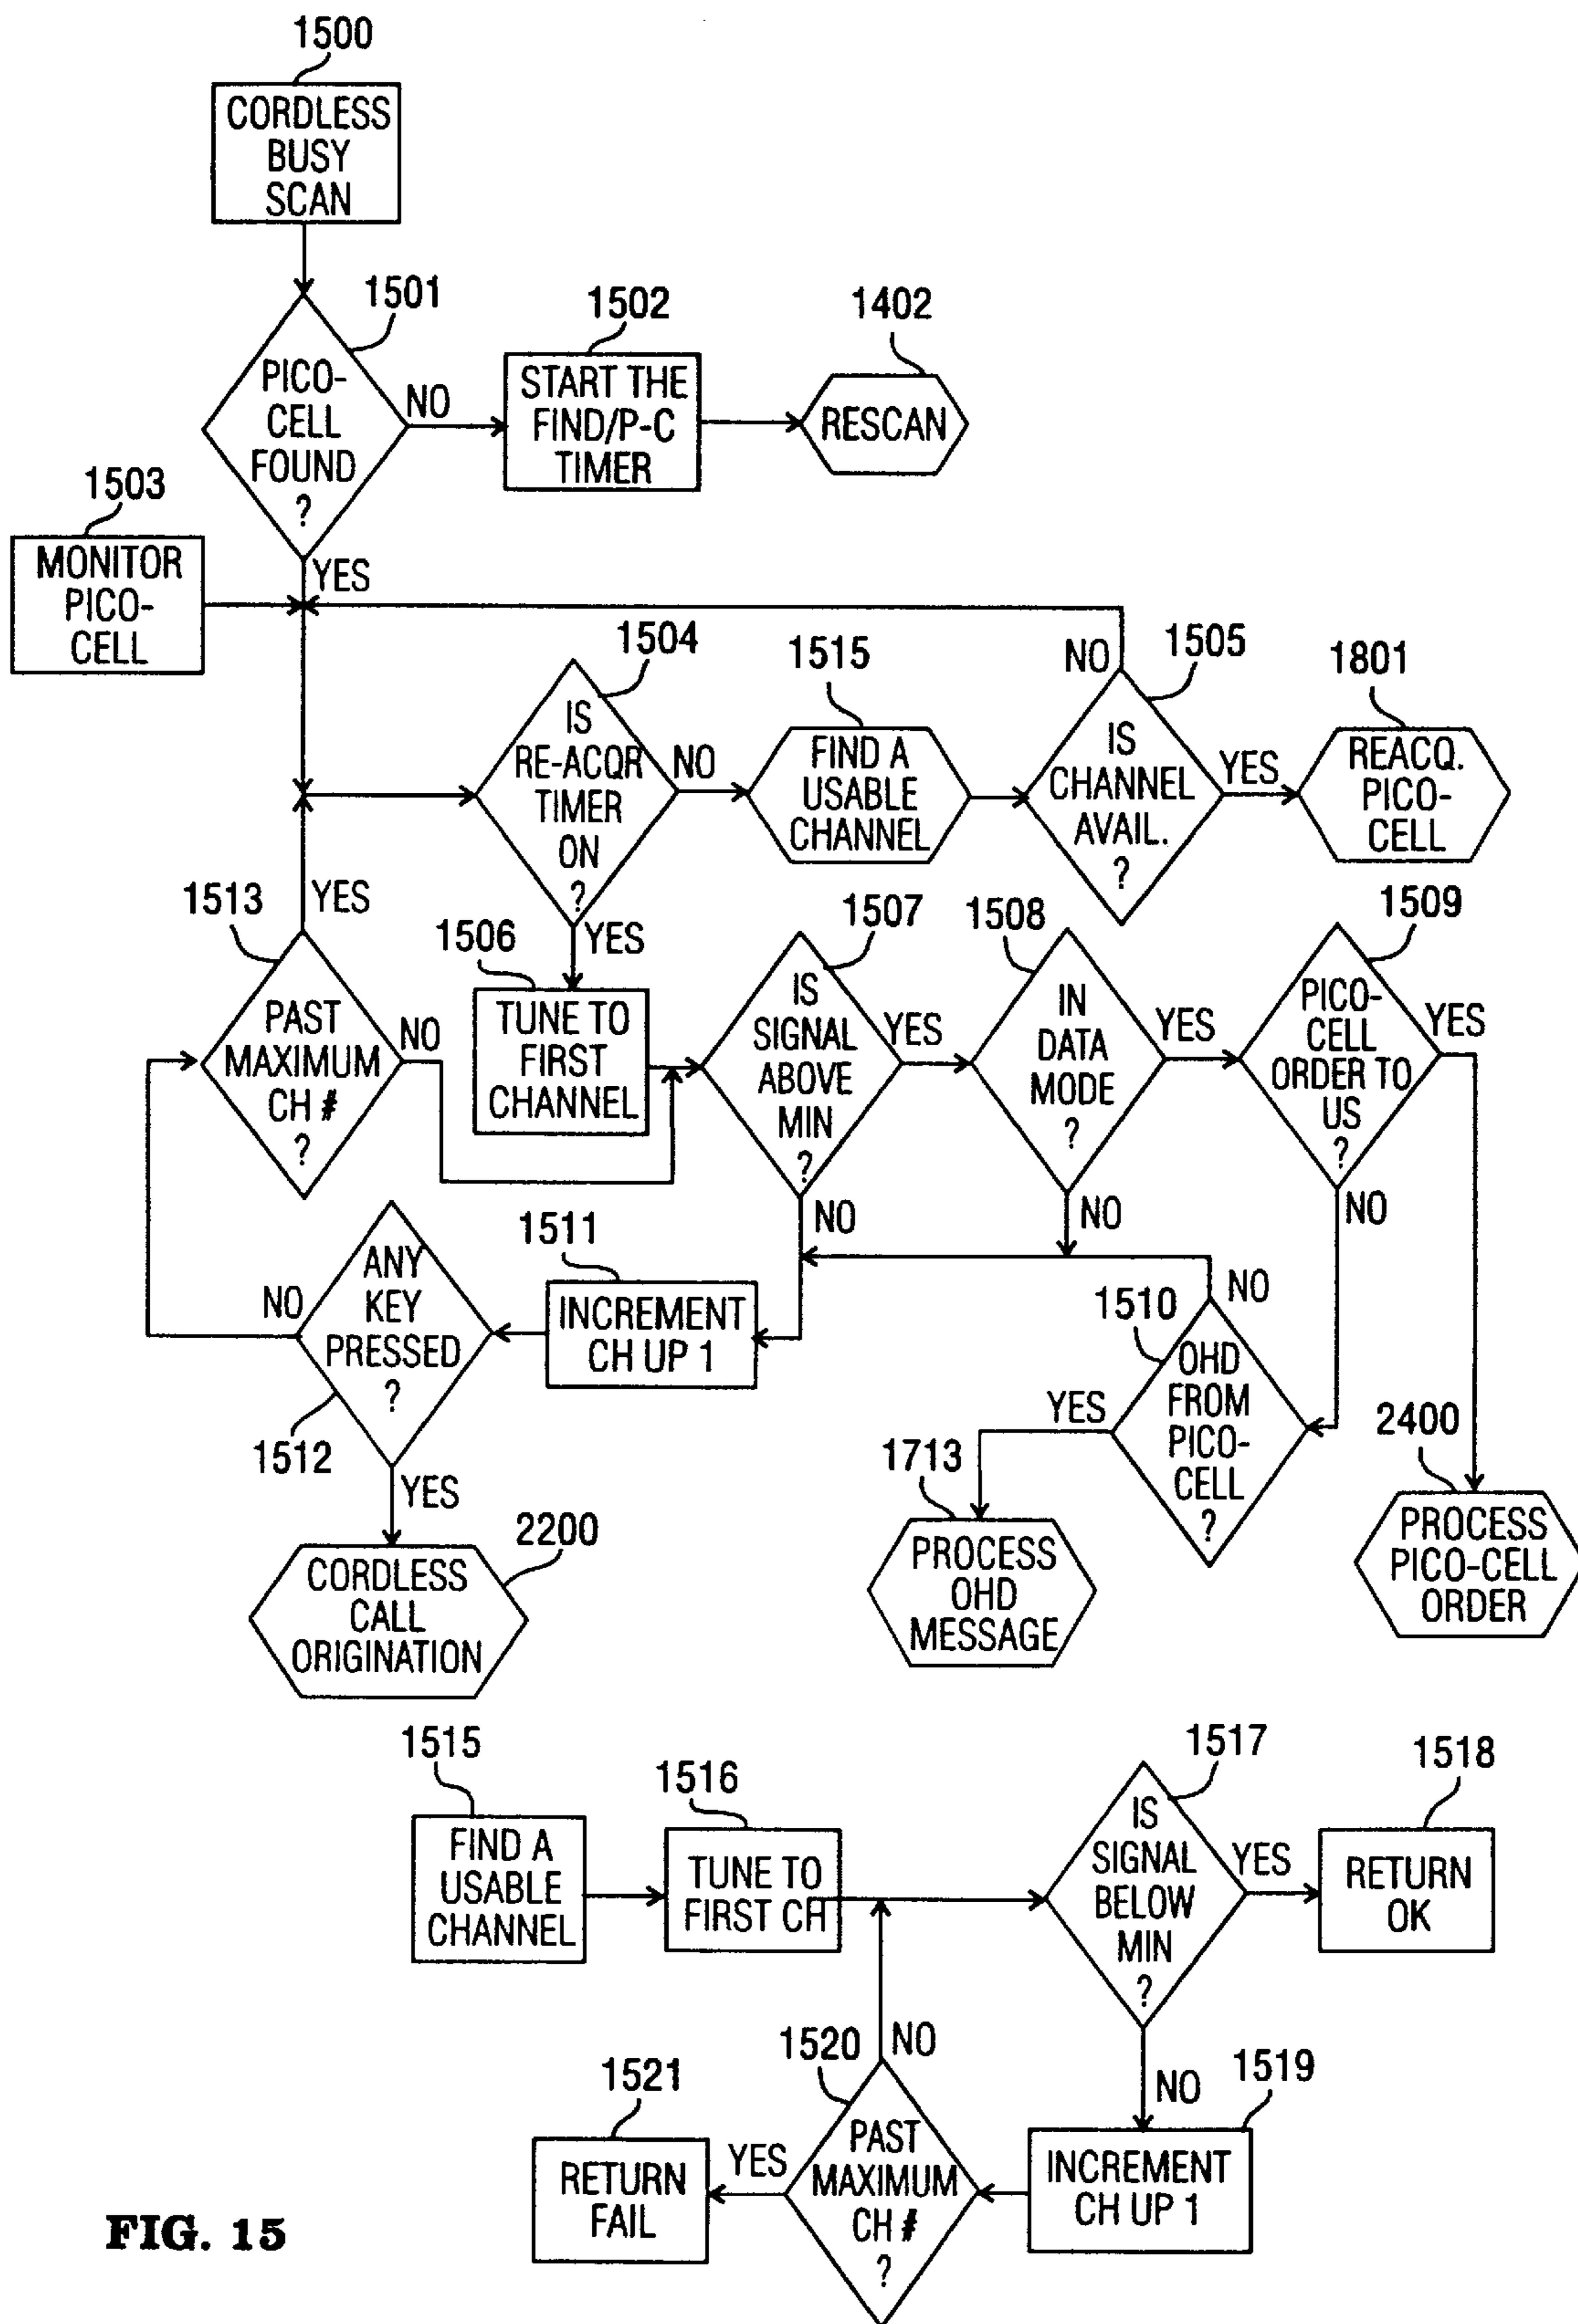 1500
CORDLESS
BUSY
SCAN
1501
PICO-
CELL
FOUND
?
NO
1502
START THE
FIND/P-C
TIMER
1402
RESCAN
1503
MONITOR
PICO-
CELL
YES
1504
IS
RE-ACQR
TIMER
ON
?
NO
1515
FIND A
USABLE
CHANNEL
NO
1505
IS
CHANNEL
AVAIL.
?
YES
1801
REACQ.
PICO-
CELL
YES
1513
PAST
MAXIMUM
CH #
?
NO
YES
1506
TUNE TO
FIRST
CHANNEL
1507
IS
SIGNAL
ABOVE
MIN
?
YES
1508
IN
DATA
MODE
?
YES
1509
PICO-
CELL
ORDER TO
US
?
YES
NO
NO
NO
1511
INCREMENT
CH UP 1
NO
ANY
KEY
PRESSED
?
1512
YES
2200
CORDLESS
CALL
ORIGINATION
NO
1510
OHD
FROM
PICO-
CELL
?
YES
1713
PROCESS
OHD
MESSAGE
2400
PROCESS
PICO-CELL
ORDER
1515
FIND A
USABLE
CHANNEL
1516
TUNE TO
FIRST CH
1517
IS
SIGNAL
BELOW
MIN
?
YES
1518
RETURN
OK
NO
1519
INCREMENT
CH UP 1
1520
NO
PAST
MAXIMUM
CH #
?
YES
1521
RETURN
FAIL
FIG. 15